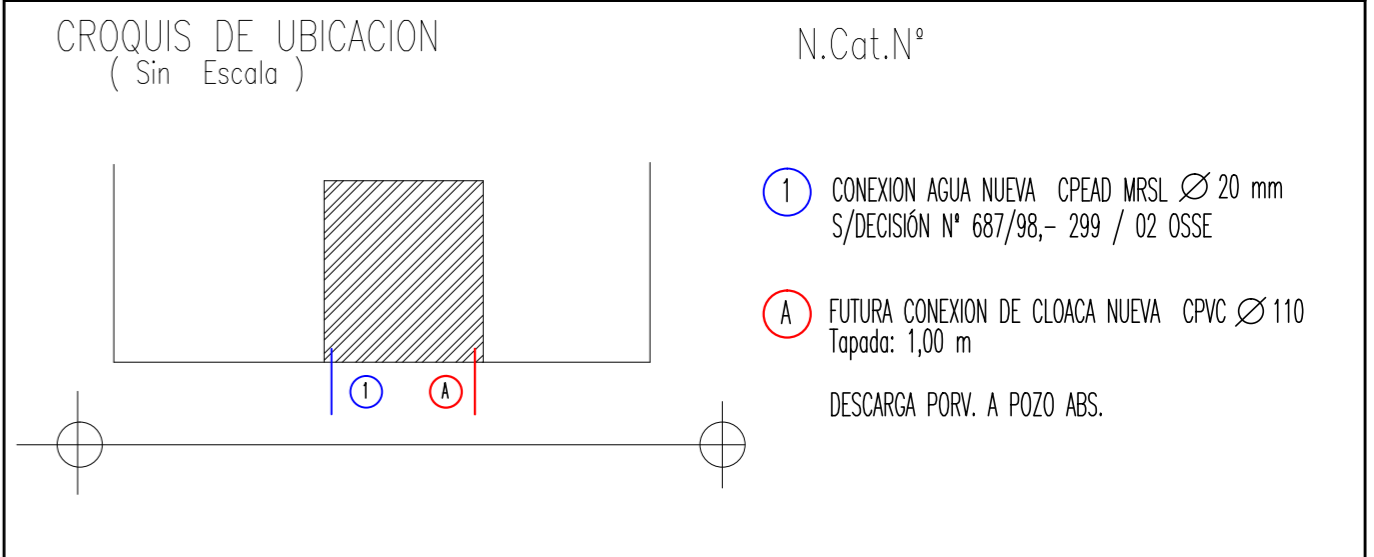 CROQUIS DE UBICACION
( Sin Escala )
N.Cat.Nº
1 CONEXION AGUA NUEVA CPEAD MRSL Ø 20 mm
S/DECISIÓN Nº 687/98,- 299 / 02 OSSE
A FUTURA CONEXION DE CLOACA NUEVA CPVC Ø 110
Tapada: 1,00 m
DESCARGA PORV. A POZO ABS.
1
A